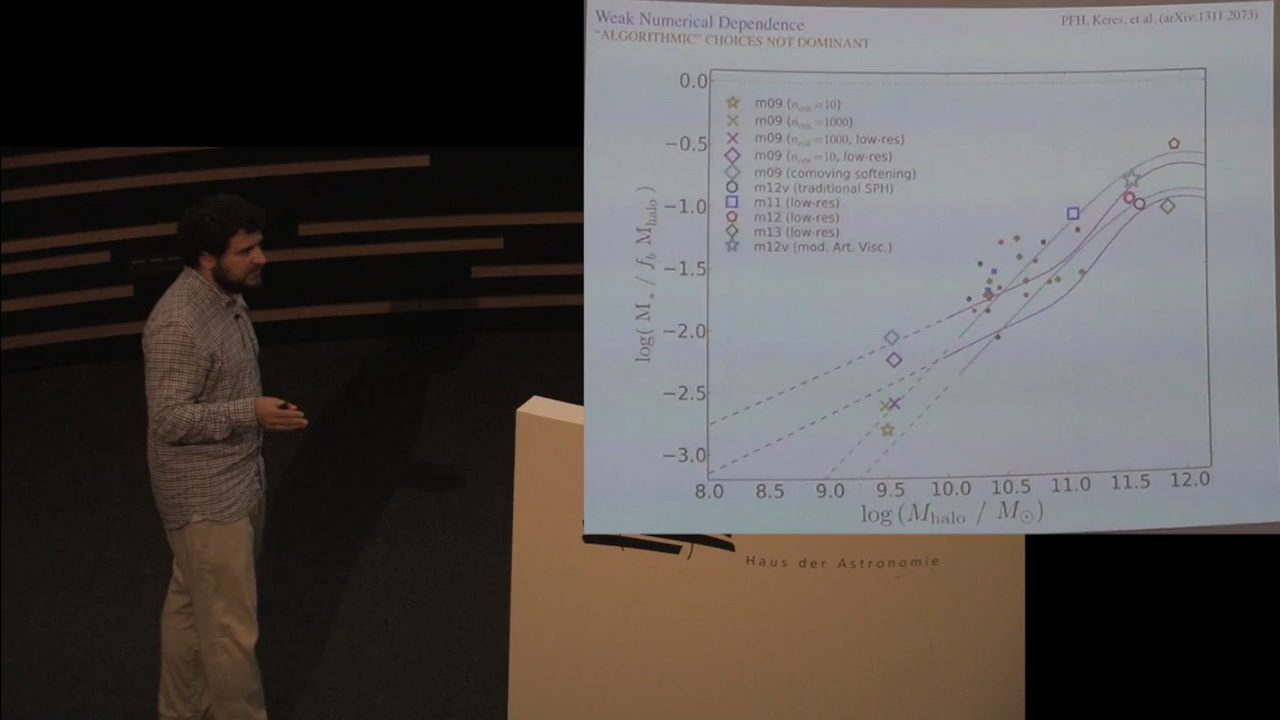 Weak Numerical Dependence
PFH, Keres, et al. (arXiv:1311.2073)
"ALGORITHMIC" CHOICES NOT DOMINANT
m09 (n_crit = 10)
m09 (n_crit = 1000)
m09 (n_crit = 1000, low-res)
m09 (n_crit = 10, low-res)
m09 (comoving softening)
m12v (traditional SPH)
m11 (low-res)
m12 (low-res)
m13 (low-res)
m12v (mod. Art. Visc.)
log( M_* / f_b M_halo )
0.0
−0.5
−1.0
−1.5
−2.0
−2.5
−3.0
8.0 8.5 9.0 9.5 10.0 10.5 11.0 11.5 12.0
log (M_halo / M_⊙)
Haus der Astronomie